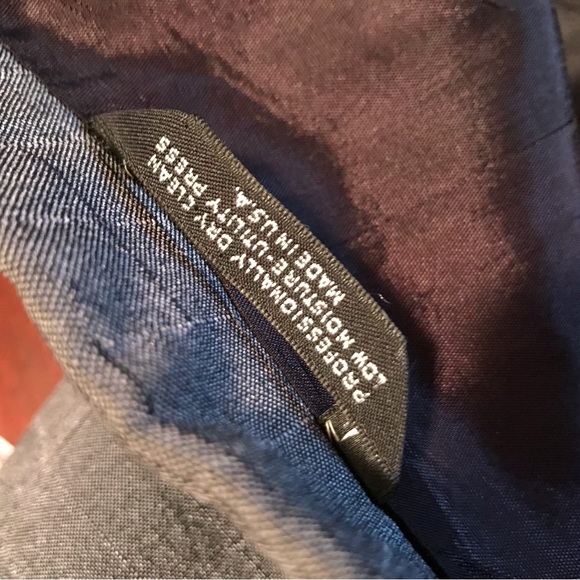 PROFESSIONALLY DRY CLEAN
LOW MOISTURE-UTILITY PRESS
MADE IN U.S.A.